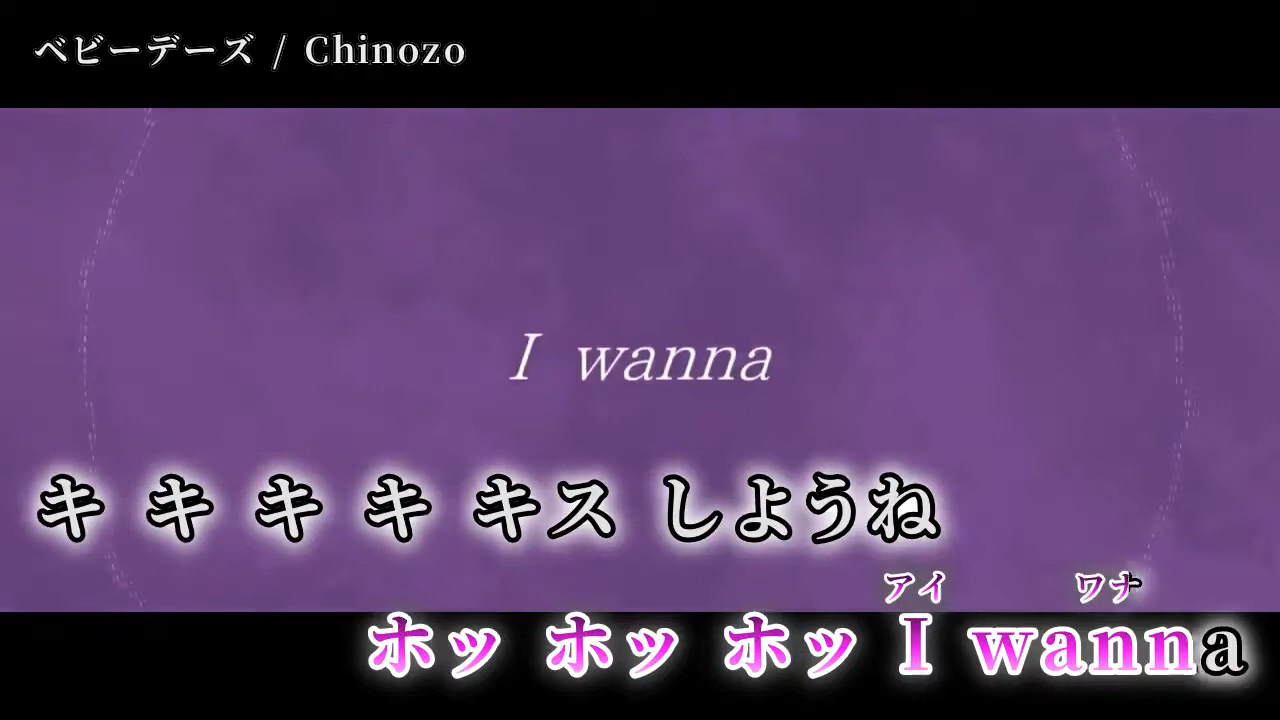 ベビーデーズ / Chinozo
I wanna
キ キ キ キ キス しようね
アイ ワナ
ホッ ホッ ホッ I wanna